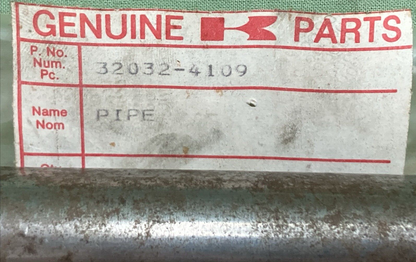 GENUINE K PARTS
P. No.
Num.
Pc.
32032-4109
Name
Nom
PIPE